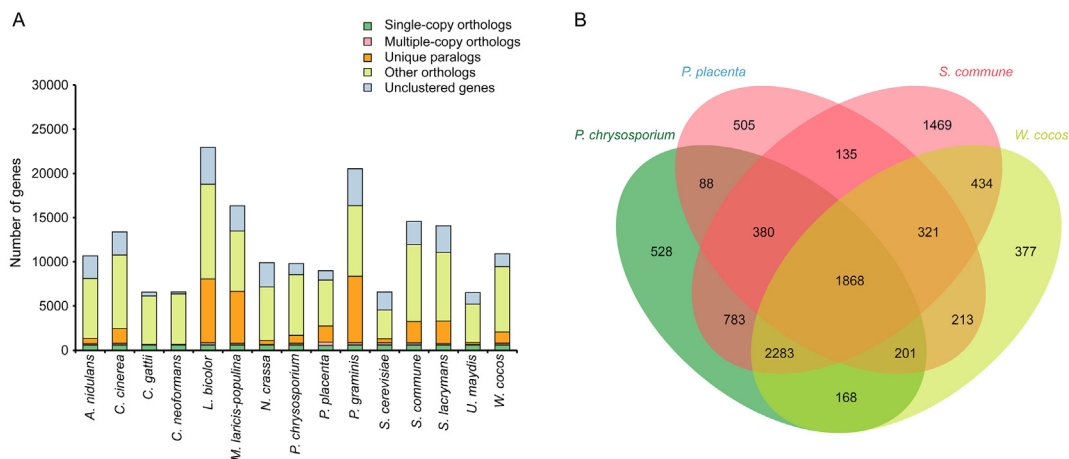 A
Single-copy orthologs
Multiple-copy orthologs
Unique paralogs
Other orthologs
Unclustered genes
Number of genes
30000
25000
20000
15000
10000
5000
0
A. nidulans
C. cinerea
C. gattii
C. neoformans
L. bicolor
M. laricis-populina
N. crassa
P. chrysosporium
P. placenta
P. graminis
S. cerevisiae
S. commune
S. lacrymans
U. maydis
W. cocos
B
P. placenta
S. commune
P. chrysosporium
W. cocos
505
1469
135
88
434
528
380
321
377
1868
783
213
2283
201
168